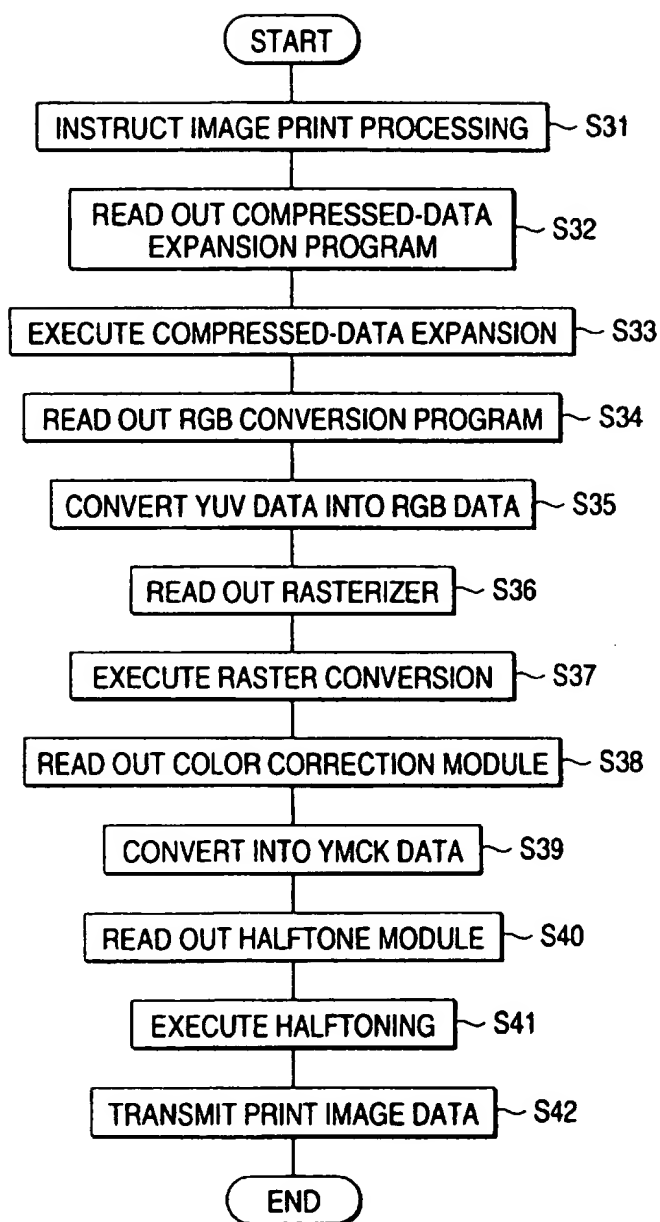 START
INSTRUCT IMAGE PRINT PROCESSING ~ S31
READ OUT COMPRESSED-DATA
EXPANSION PROGRAM ~ S32
EXECUTE COMPRESSED-DATA EXPANSION ~ S33
READ OUT RGB CONVERSION PROGRAM ~ S34
CONVERT YUV DATA INTO RGB DATA ~ S35
READ OUT RASTERIZER ~ S36
EXECUTE RASTER CONVERSION ~ S37
READ OUT COLOR CORRECTION MODULE ~ S38
CONVERT INTO YMCK DATA ~ S39
READ OUT HALFTONE MODULE ~ S40
EXECUTE HALFTONING ~ S41
TRANSMIT PRINT IMAGE DATA ~ S42
END